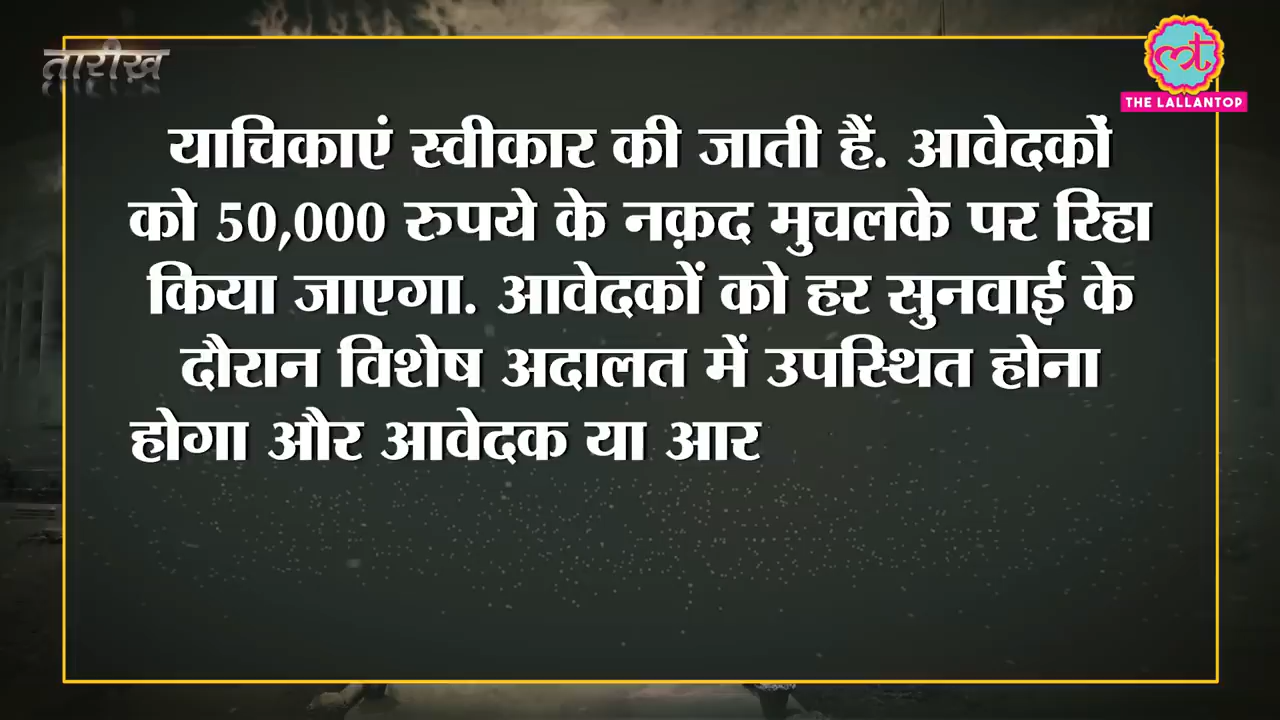 तारीख़
THE LALLANTOP
याचिकाएं स्वीकार की जाती हैं. आवेदकों
को 50,000 रुपये के नक़द मुचलके पर रिहा
किया जाएगा. आवेदकों को हर सुनवाई के
दौरान विशेष अदालत में उपस्थित होना
होगा और आवेदक या आर